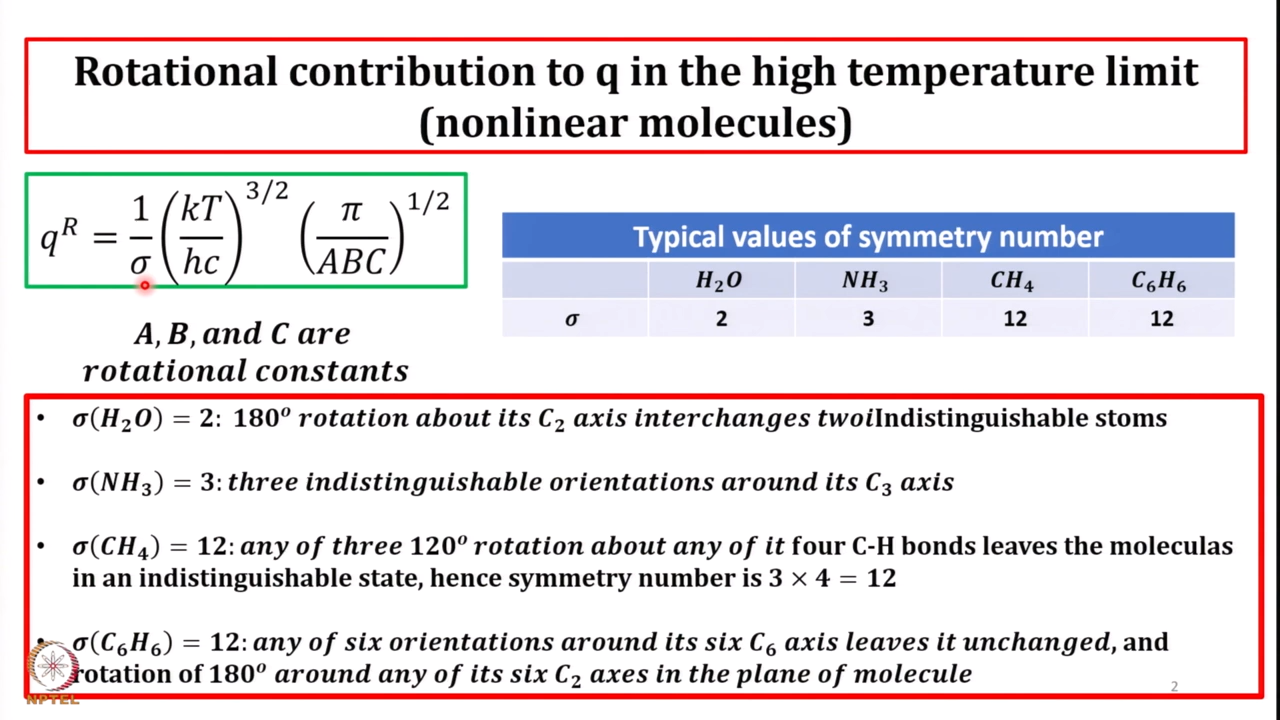 Rotational contribution to q in the high temperature limit
(nonlinear molecules)
q^R = 1/σ (kT/hc)^{3/2} (π/ABC)^{1/2}
A, B, and C are
rotational constants
Typical values of symmetry number
H₂O NH₃ CH₄ C₆H₆
σ 2 3 12 12
• σ(H₂O) = 2: 180° rotation about its C₂ axis interchanges twoiIndistinguishable stoms
• σ(NH₃) = 3: three indistinguishable orientations around its C₃ axis
• σ(CH₄) = 12: any of three 120° rotation about any of it four C-H bonds leaves the moleculas
in an indistinguishable state, hence symmetry number is 3 × 4 = 12
• σ(C₆H₆) = 12: any of six orientations around its six C₆ axis leaves it unchanged, and
rotation of 180° around any of its six C₂ axes in the plane of molecule
NPTEL
2